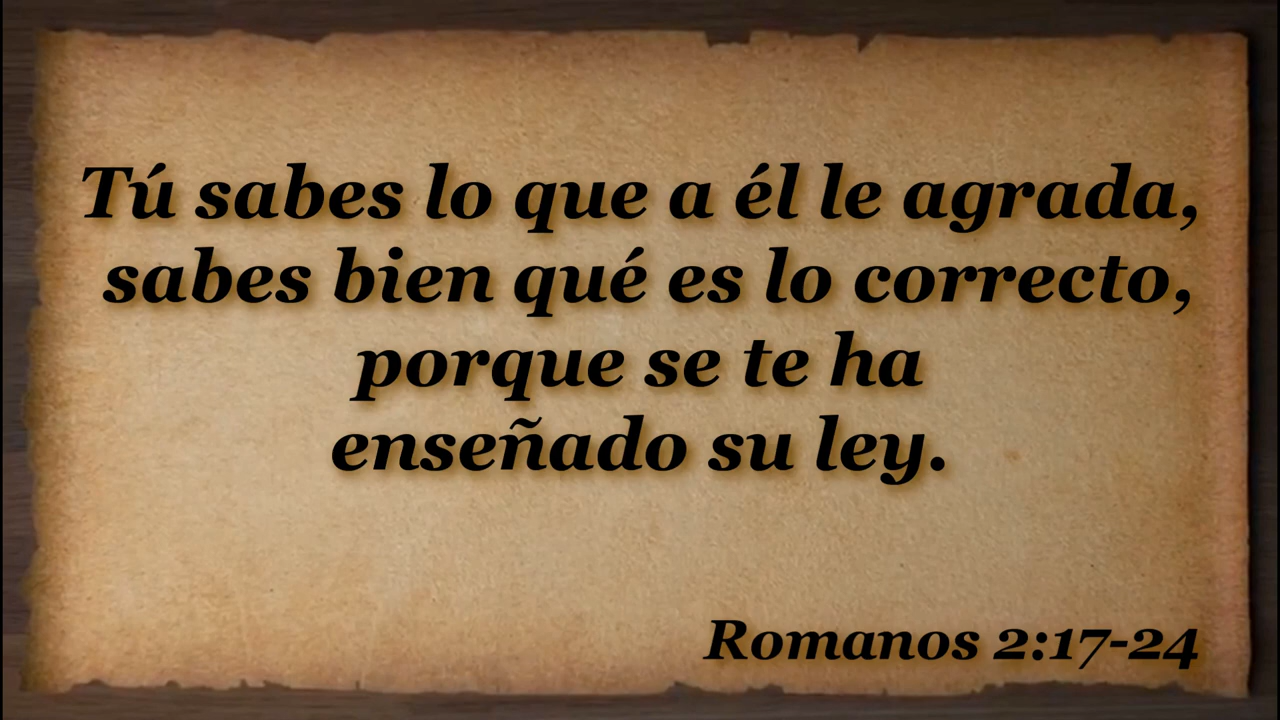 Tú sabes lo que a él le agrada,
sabes bien qué es lo correcto,
porque se te ha
enseñado su ley.
Romanos 2:17-24